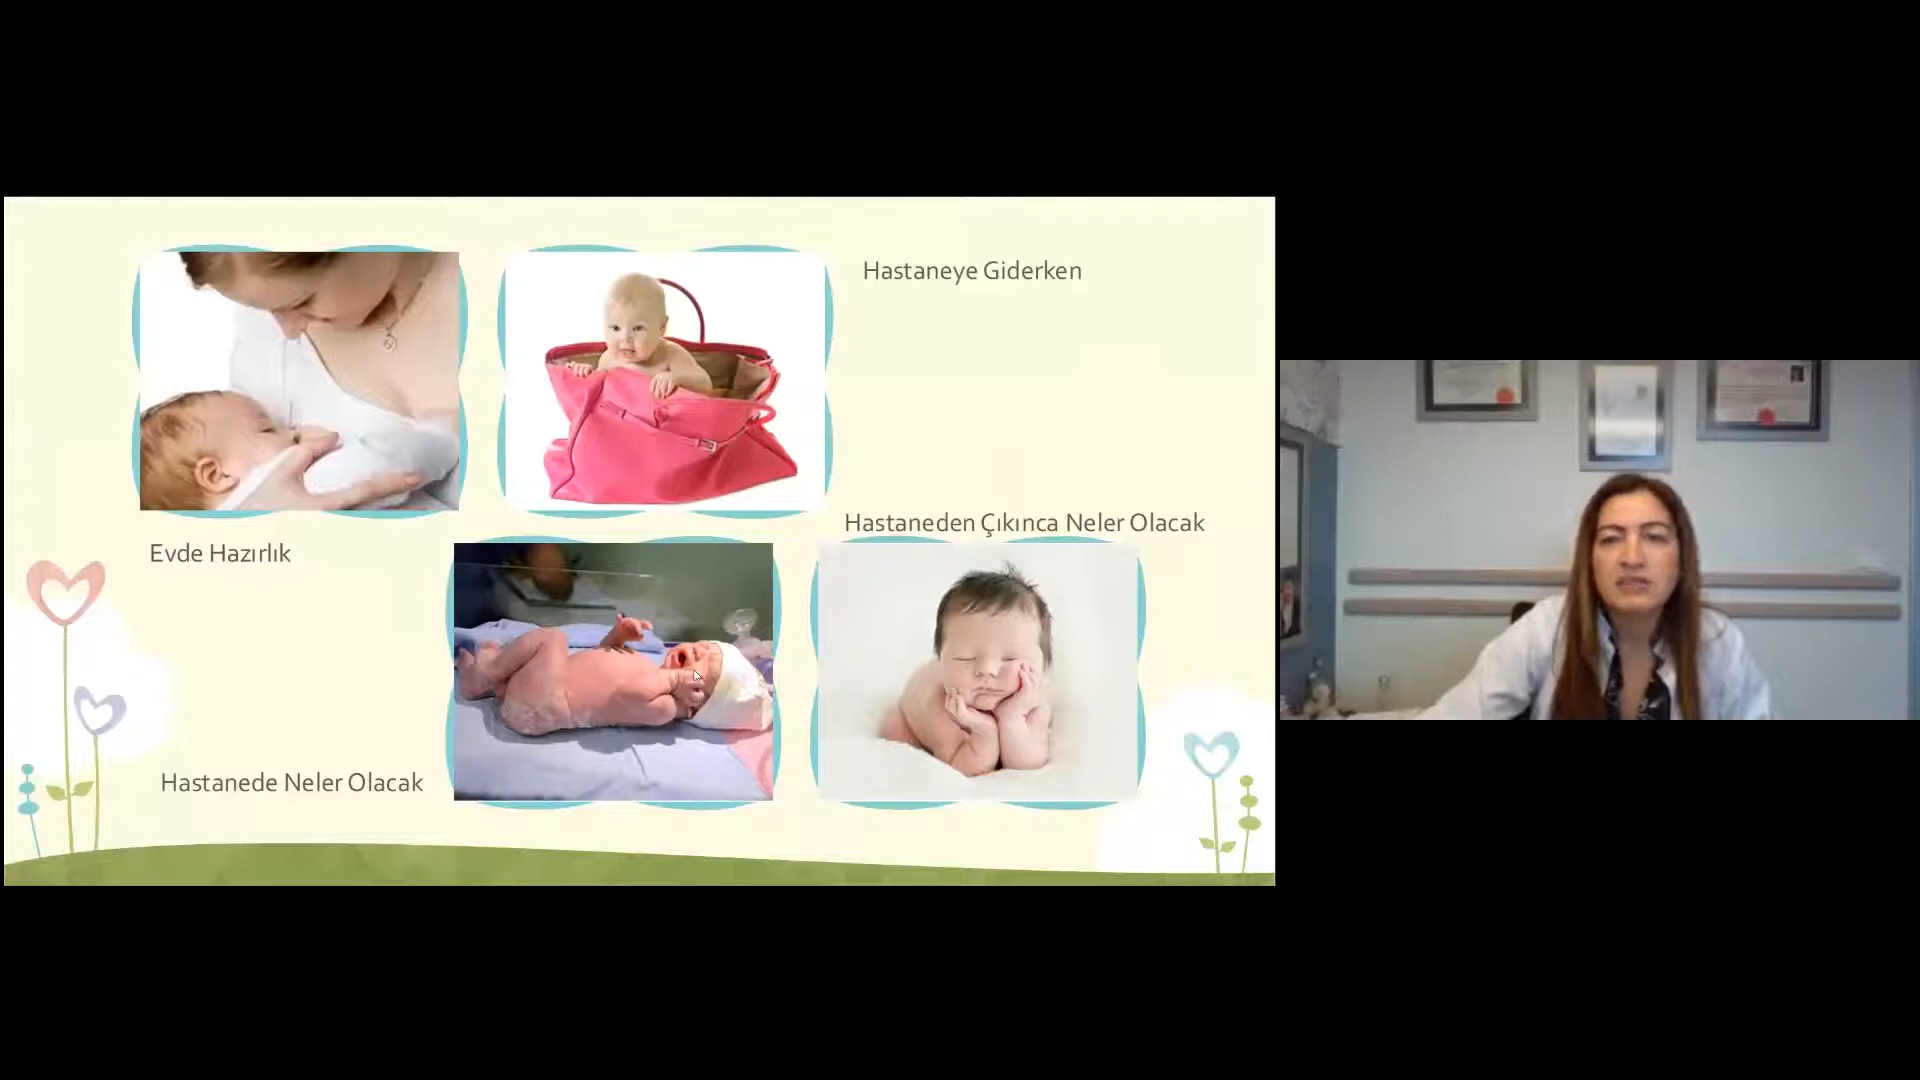 Hastaneye Giderken
Hastaneden Çıkınca Neler Olacak
Evde Hazırlık
Hastanede Neler Olacak